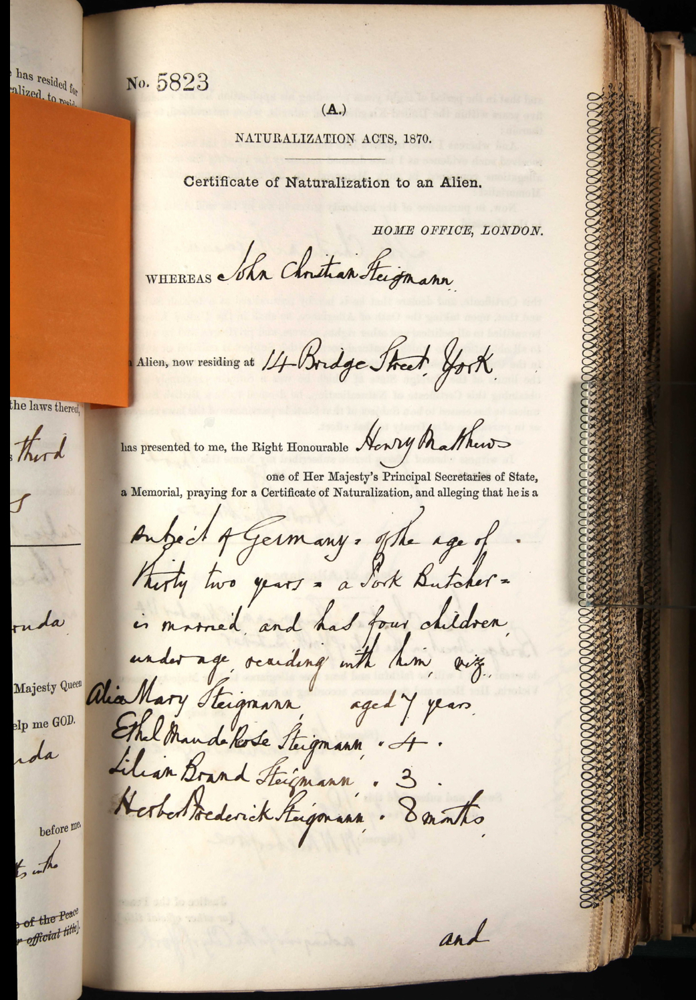 No. 5823
(A.)
NATURALIZATION ACTS, 1870.
Certificate of Naturalization to an Alien.
HOME OFFICE, LONDON.
WHEREAS John Christian Steigmann
Alien, now residing at 14 Bridge Street, York
has presented to me, the Right Honourable Henry Matthews
one of Her Majesty's Principal Secretaries of State,
a Memorial, praying for a Certificate of Naturalization, and alleging that he is a
subject of Germany = of the age of
thirty two years = a Pork Butcher =
is married, and has four children,
under age, residing with him, viz,
Alice Mary Steigmann, aged 7 years,
Ethel Maude Rose Steigmann, " 4 "
Lilian Brand Steigmann, " 3 "
Herbert Frederick Steigmann, " 8 months,
and
has resided for
alized, to
the laws thereof,
third
Majesty Queen
elp me GOD.
before me,
in the
of the Peace
official title].